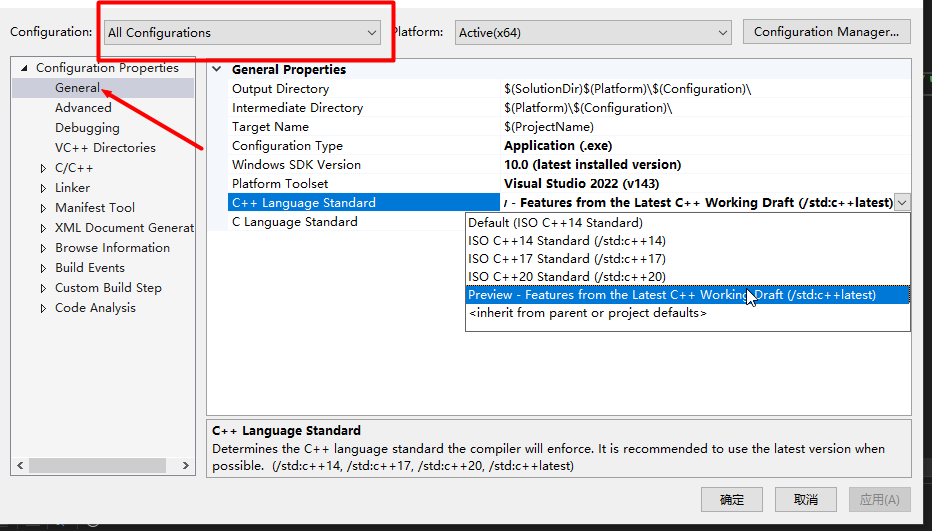 Configuration: All Configurations Platform: Active(x64) Configuration Manager...
Configuration Properties
General
Advanced
Debugging
VC++ Directories
C/C++
Linker
Manifest Tool
XML Document Generat
Browse Information
Build Events
Custom Build Step
Code Analysis
General Properties
Output Directory $(SolutionDir)$(Platform)\$(Configuration)\
Intermediate Directory $(Platform)\$(Configuration)\
Target Name $(ProjectName)
Configuration Type Application (.exe)
Windows SDK Version 10.0 (latest installed version)
Platform Toolset Visual Studio 2022 (v143)
C++ Language Standard - Features from the Latest C++ Working Draft (/std:c++latest)
C Language Standard
Default (ISO C++14 Standard)
ISO C++14 Standard (/std:c++14)
ISO C++17 Standard (/std:c++17)
ISO C++20 Standard (/std:c++20)
Preview - Features from the Latest C++ Working Draft (/std:c++latest)
<inherit from parent or project defaults>
C++ Language Standard
Determines the C++ language standard the compiler will enforce. It is recommended to use the latest version when
possible. (/std:c++14, /std:c++17, /std:c++20, /std:c++latest)
确定 取消 应用(A)